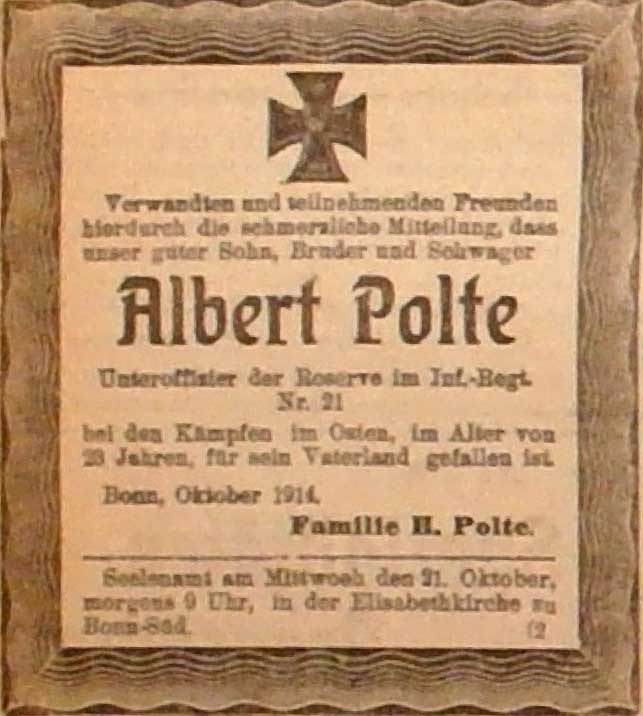 Verwandten und teilnehmenden Freunden
hierdurch die schmerzliche Mitteilung, dass
unser guter Sohn, Bruder und Schwager
Albert Polte
Unteroffizier der Reserve im Inf.-Regt.
Nr. 21
bei den Kämpfen im Osten, im Alter von
23 Jahren, für sein Vaterland gefallen ist.
Bonn, Oktober 1914.
Familie H. Polte.
Seelenamt am Mittwoch den 21. Oktober,
morgens 9 Uhr, in der Elisabethkirche zu
Bonn-Süd. (2